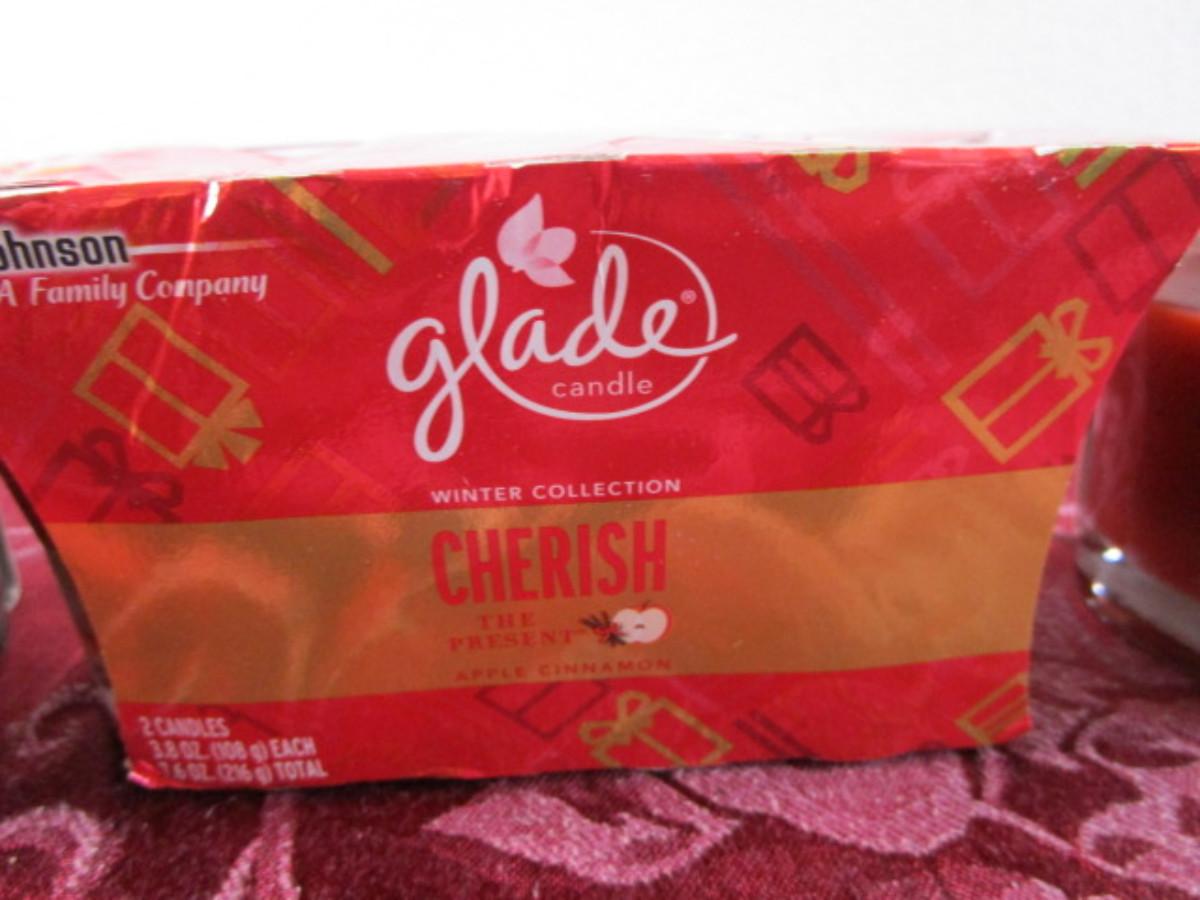 ohnson
A Family Company
glade®
candle
WINTER COLLECTION
CHERISH
THE
PRESENT™
APPLE CINNAMON
2 CANDLES
3.8 OZ. (108 g) EACH
7.6 OZ. (216 g) TOTAL